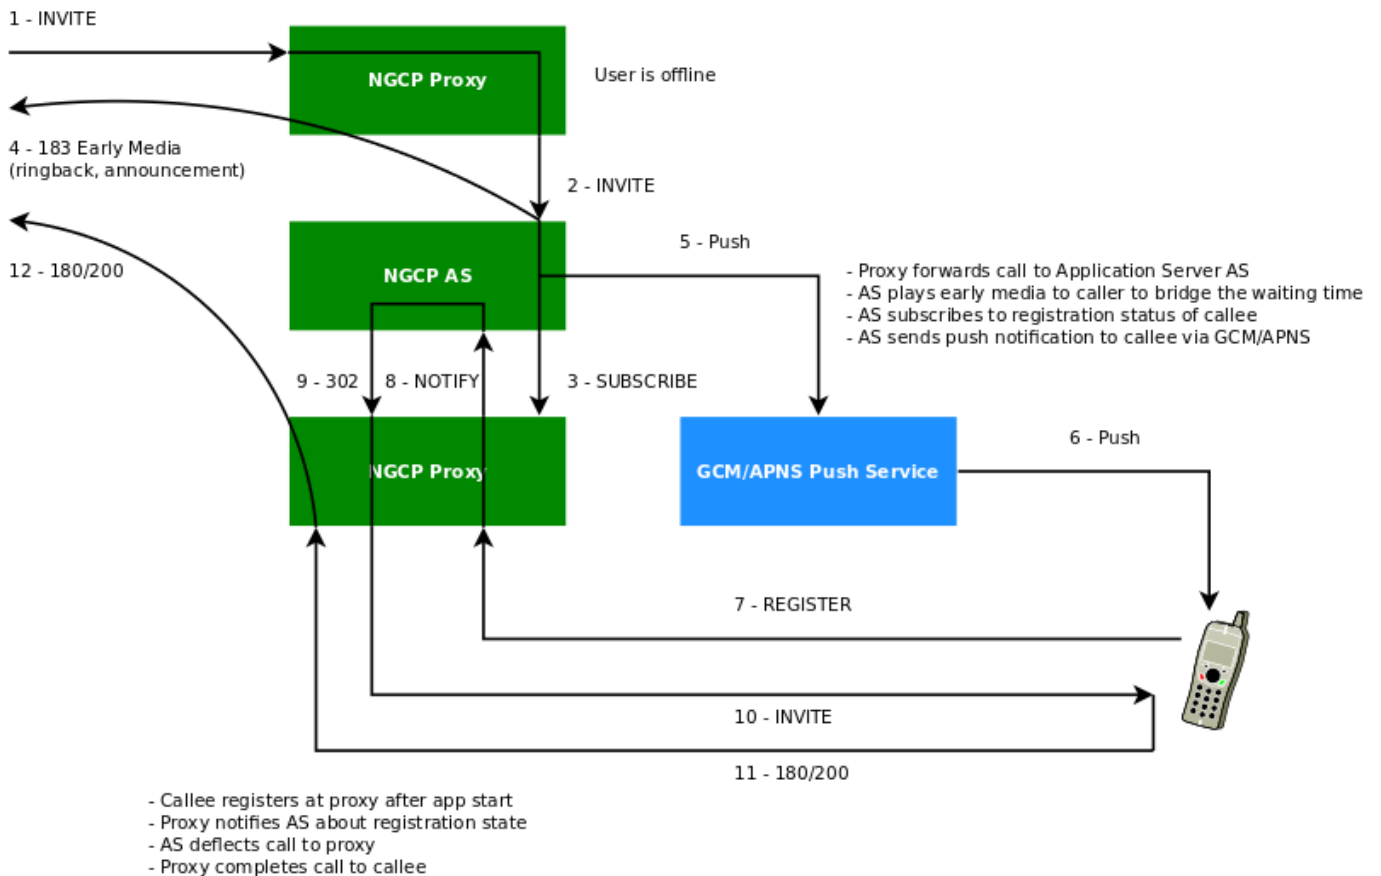 1 - INVITE
NGCP Proxy
User is offline
4 - 183 Early Media
(ringback, announcement)
2 - INVITE
5 - Push
12 - 180/200
NGCP AS
- Proxy forwards call to Application Server AS
- AS plays early media to caller to bridge the waiting time
- AS subscribes to registration status of callee
- AS sends push notification to callee via GCM/APNS
9 - 302
8 - NOTIFY
3 - SUBSCRIBE
6 - Push
NGCP Proxy
GCM/APNS Push Service
7 - REGISTER
10 - INVITE
11 - 180/200
- Callee registers at proxy after app start
- Proxy notifies AS about registration state
- AS deflects call to proxy
- Proxy completes call to callee